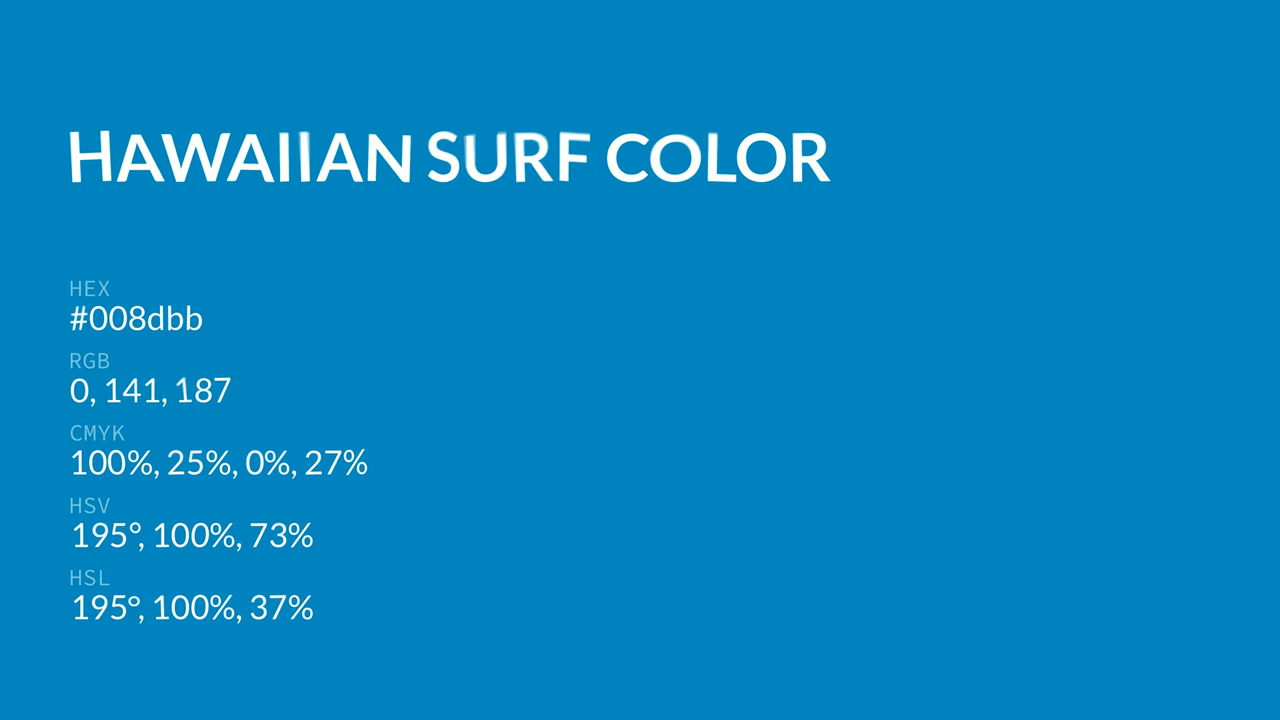 HAWAIIAN SURF COLOR
HEX
#008dbb
RGB
0, 141, 187
CMYK
100%, 25%, 0%, 27%
HSV
195°, 100%, 73%
HSL
195°, 100%, 37%